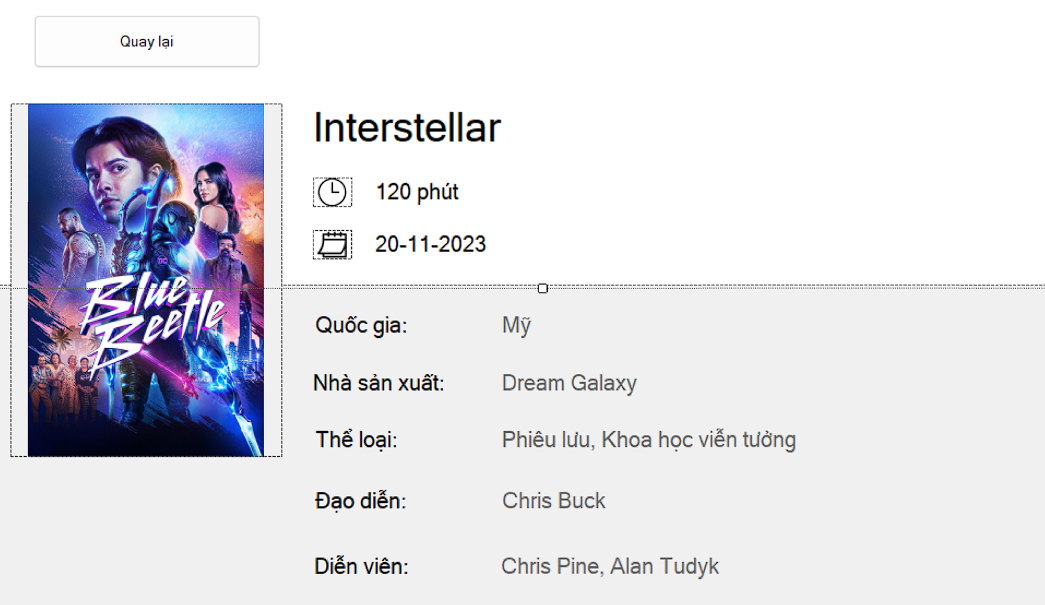 Quay lại
Interstellar
120 phút
20-11-2023
DC
Blue
Beetle
Quốc gia: Mỹ
Nhà sản xuất: Dream Galaxy
Thể loại: Phiêu lưu, Khoa học viễn tưởng
Đạo diễn: Chris Buck
Diễn viên: Chris Pine, Alan Tudyk